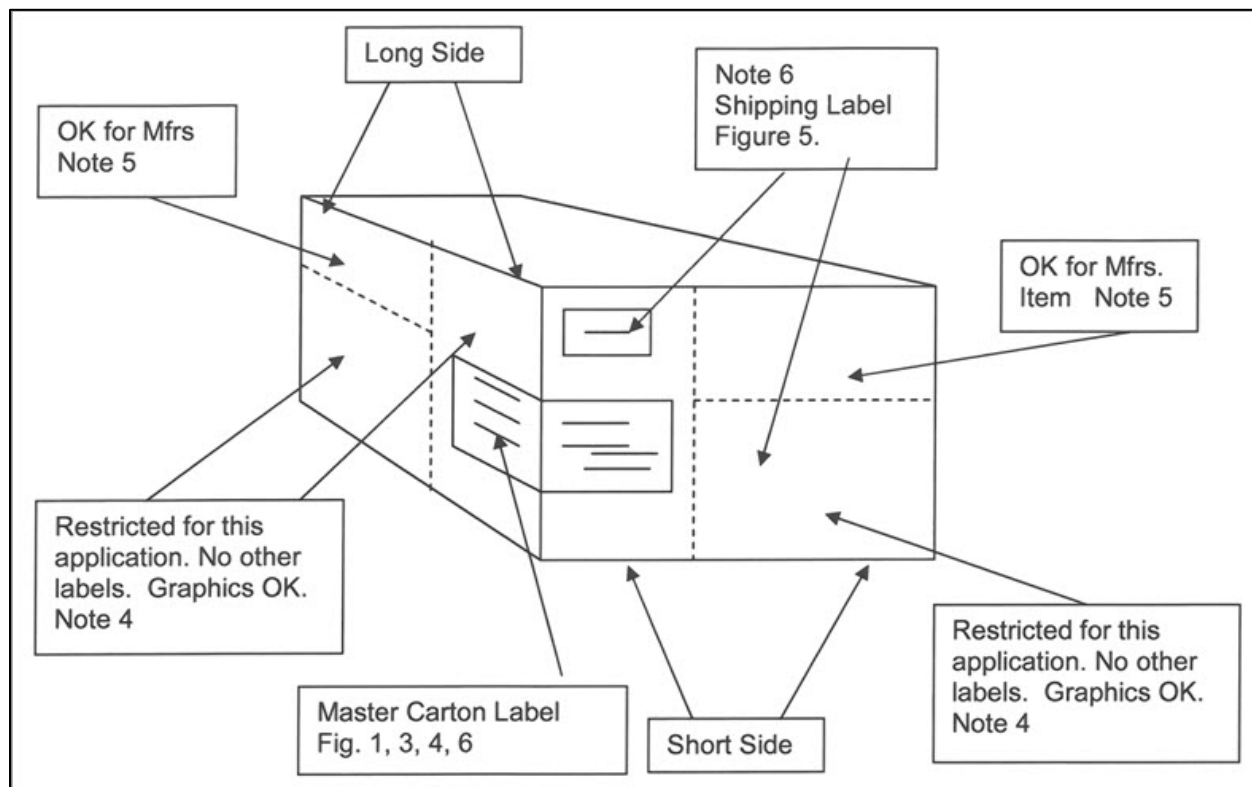 Long Side
Note 6
Shipping Label
Figure 5.
OK for Mfrs
Note 5
OK for Mfrs.
Item Note 5
Restricted for this
application. No other
labels. Graphics OK.
Note 4
Master Carton Label
Fig. 1, 3, 4, 6
Short Side
Restricted for this
application. No other
labels. Graphics OK.
Note 4